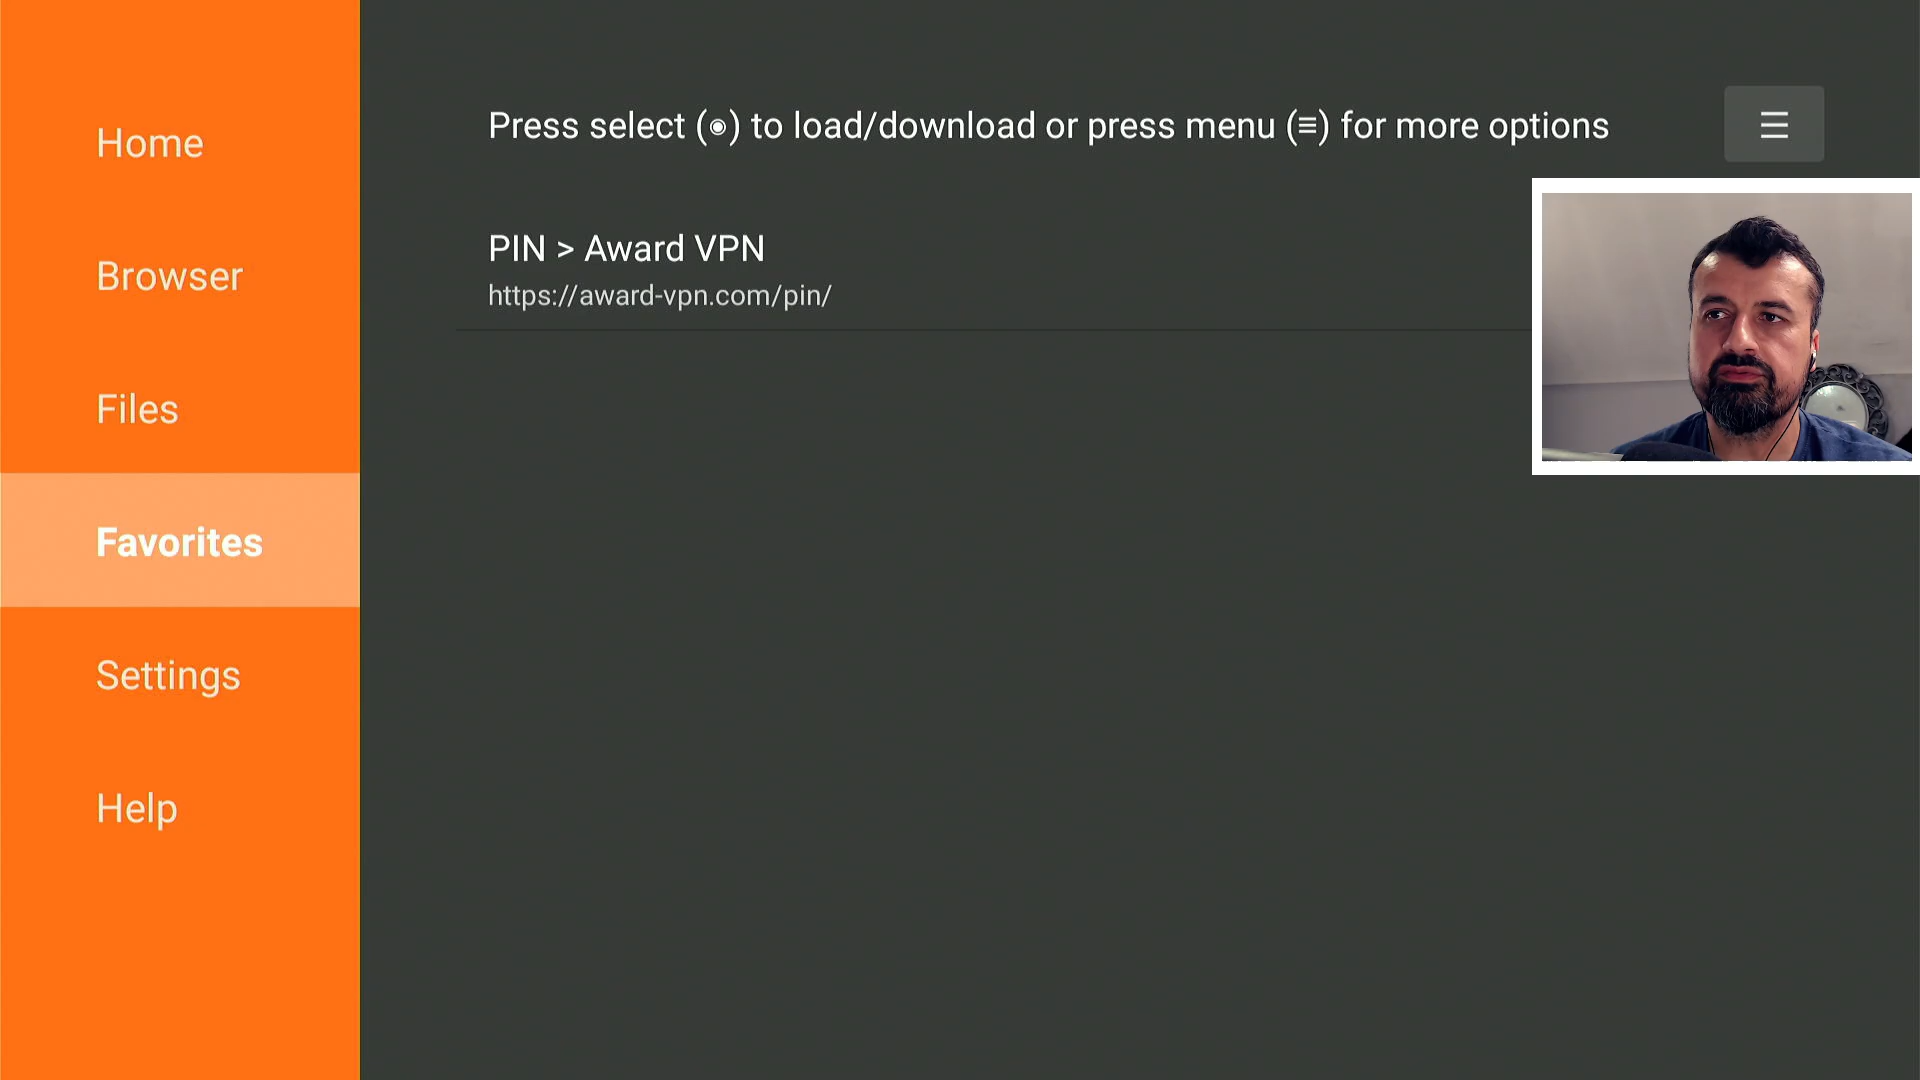 Home
Browser
Files
Favorites
Settings
Help
Press select (◉) to load/download or press menu (≡) for more options
PIN > Award VPN
https://award-vpn.com/pin/